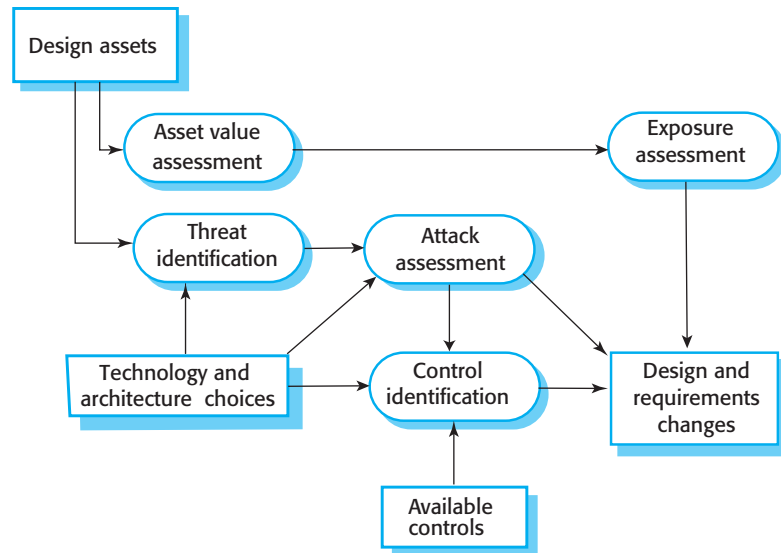 Design assets
Asset value
assessment
Exposure
assessment
Threat
identification
Attack
assessment
Technology and
architecture choices
Control
identification
Design and
requirements
changes
Available
controls